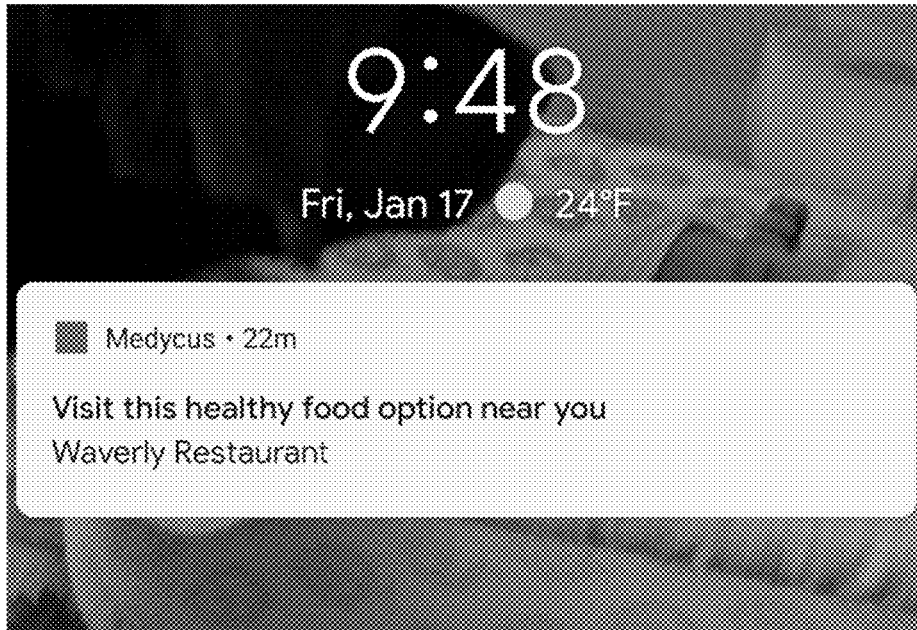 9:48
Fri, Jan 17 24°F
Medycus • 22m
Visit this healthy food option near you
Waverly Restaurant